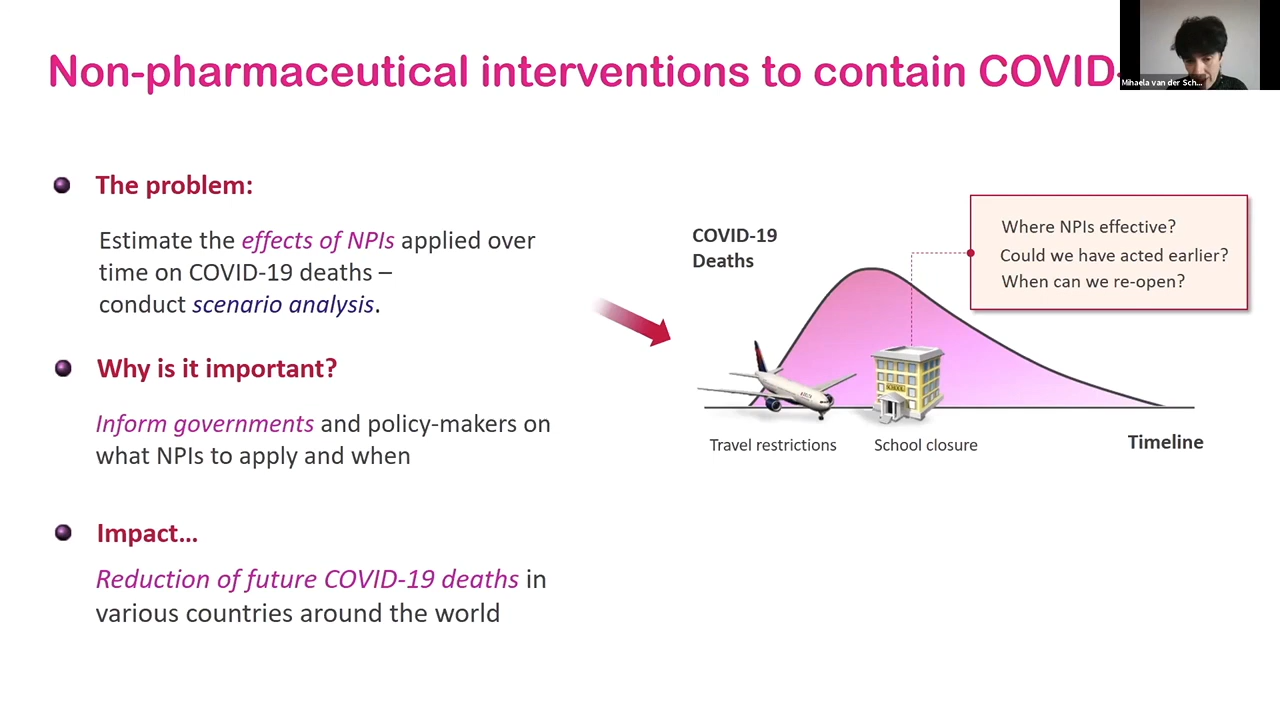 Non-pharmaceutical interventions to contain COVID-
Mihaela van der Sch...
The problem:
Estimate the effects of NPIs applied over
time on COVID-19 deaths –
conduct scenario analysis.
Why is it important?
Inform governments and policy-makers on
what NPIs to apply and when
Impact...
Reduction of future COVID-19 deaths in
various countries around the world
COVID-19
Deaths
Where NPIs effective?
Could we have acted earlier?
When can we re-open?
SCHOOL
Travel restrictions
School closure
Timeline